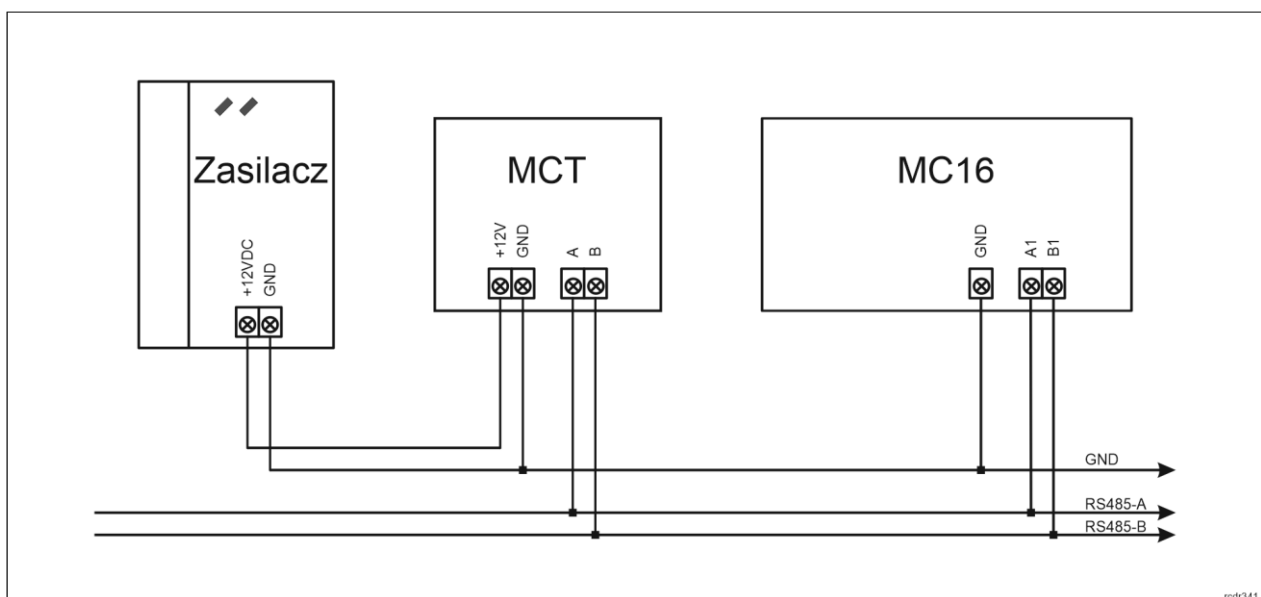 Zasilacz
+12VDC
GND
MCT
+12V
GND
A
B
MC16
GND
A1
B1
GND
RS485-A
RS485-B